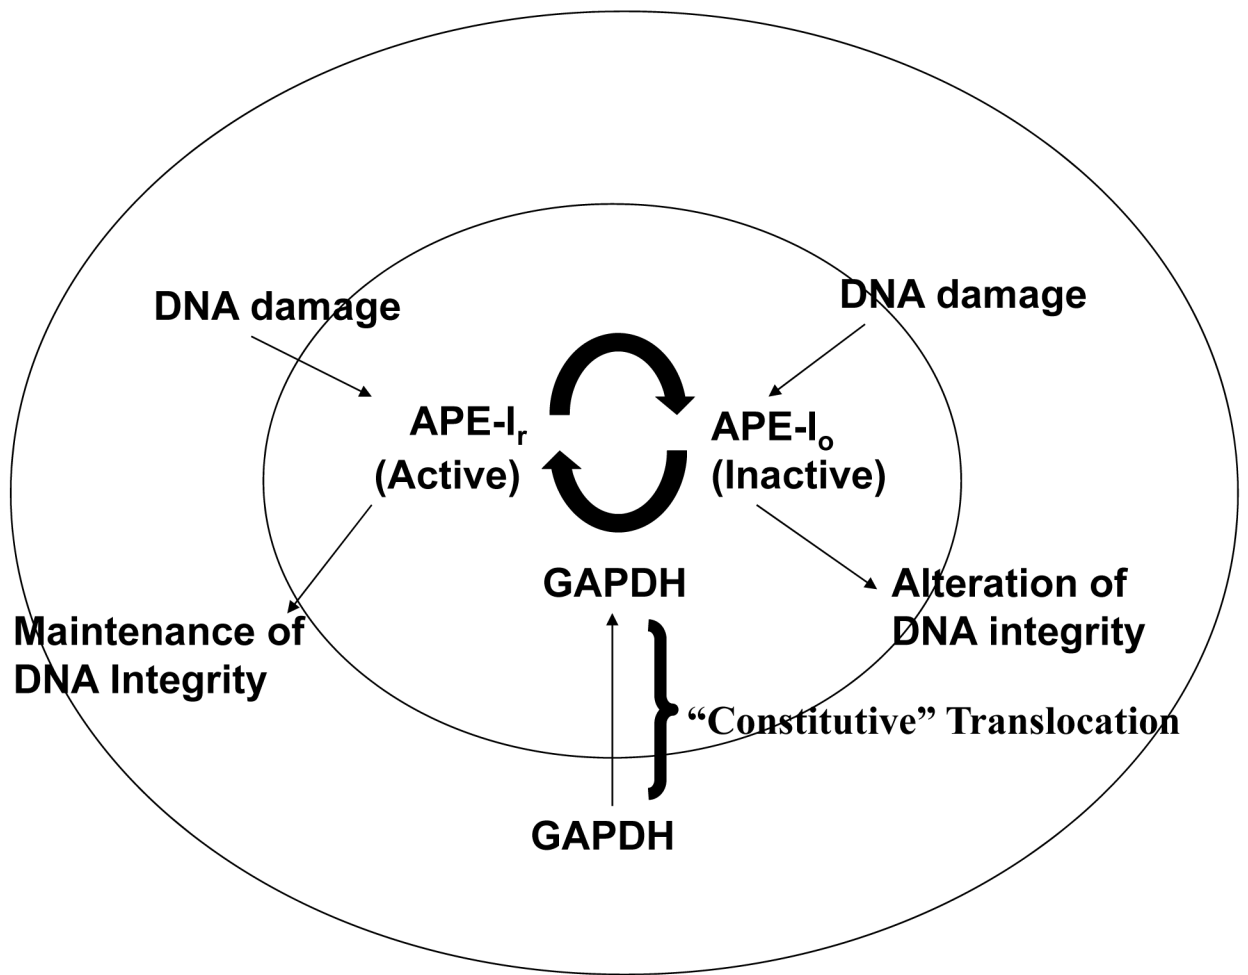 DNA damage
DNA damage
APE-Ir
(Active)
APE-Io
(Inactive)
GAPDH
Maintenance of
DNA Integrity
Alteration of
DNA integrity
“Constitutive” Translocation
GAPDH